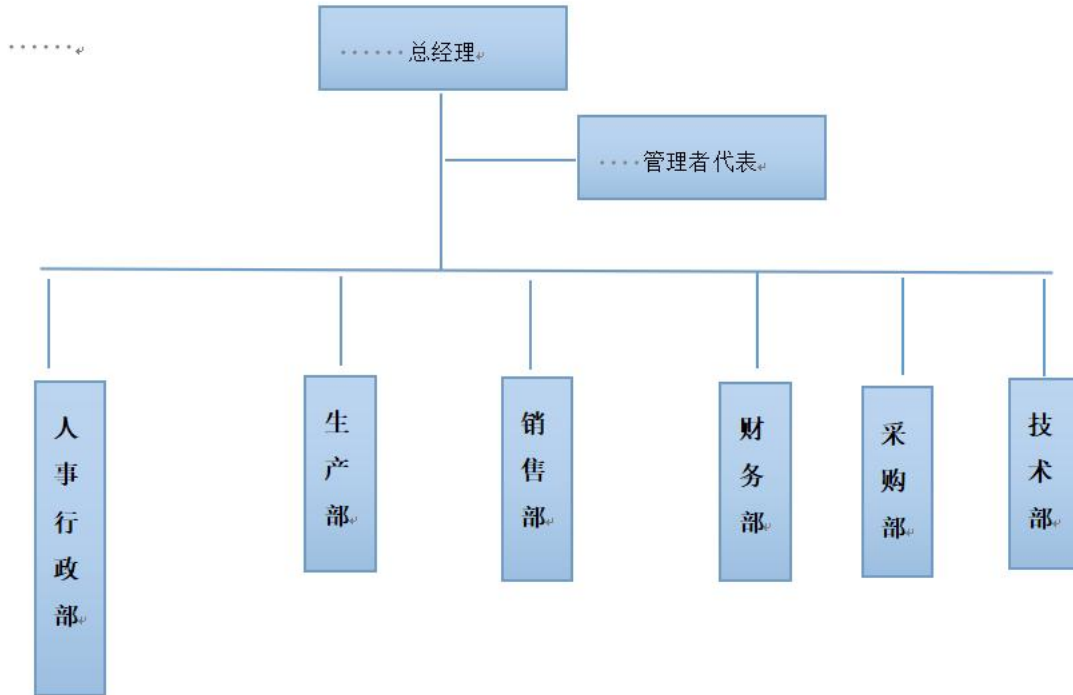 总经理
管理者代表
人事行政部
生产部
销售部
财务部
采购部
技术部